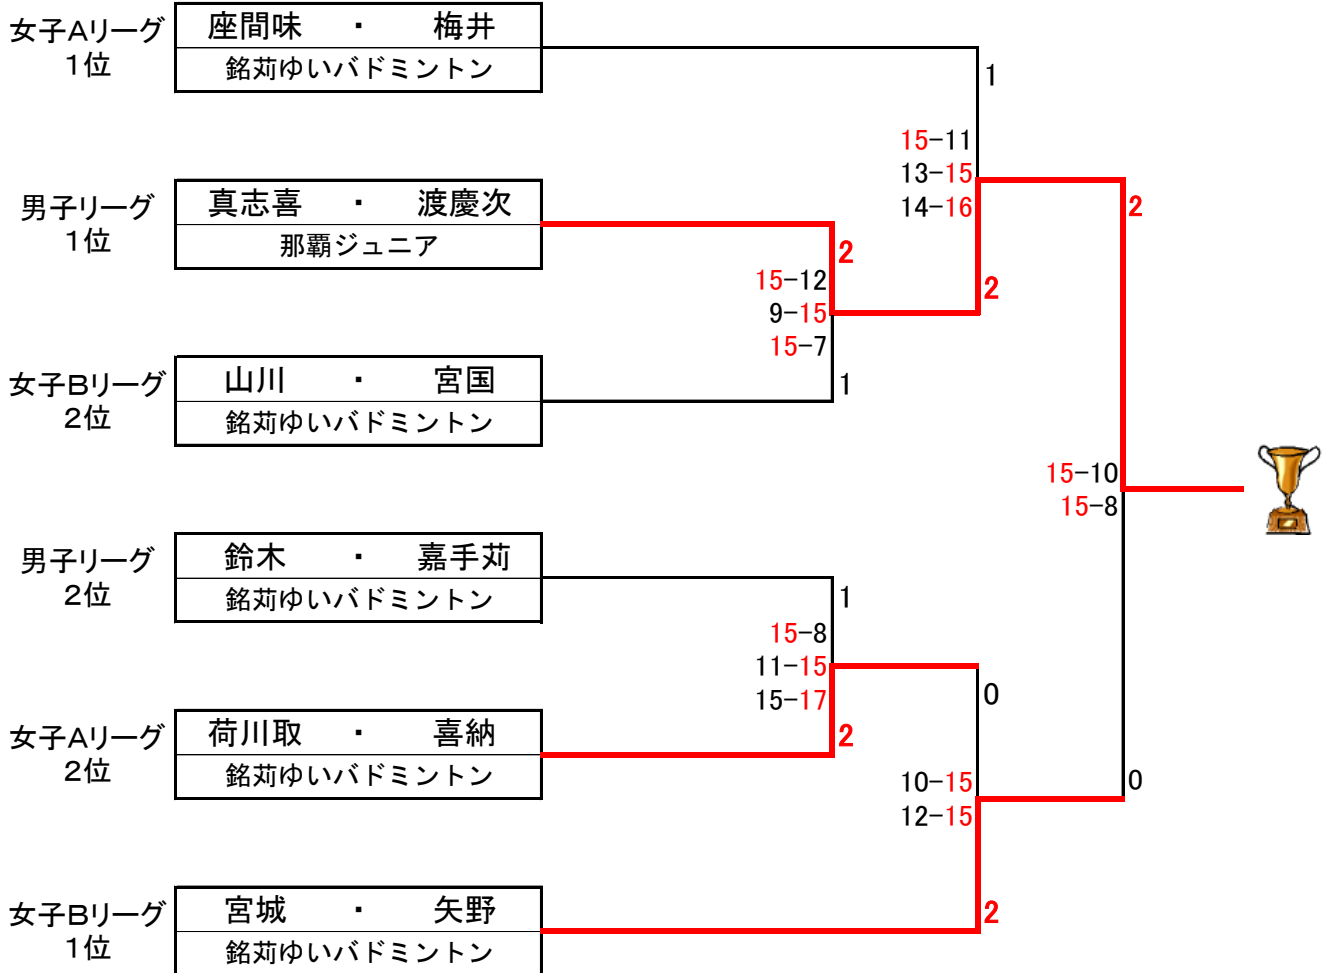 女子Aリーグ
1位
座間味 ・ 梅井
銘苅ゆいバドミントン
1
15-11
13-15
14-16
男子リーグ
1位
真志喜 ・ 渡慶次
那覇ジュニア
2
2
15-12
9-15
15-7
2
女子Bリーグ
2位
山川 ・ 宮国
銘苅ゆいバドミントン
1
15-10
15-8
男子リーグ
2位
鈴木 ・ 嘉手苅
銘苅ゆいバドミントン
1
15-8
11-15
15-17
0
女子Aリーグ
2位
荷川取 ・ 喜納
銘苅ゆいバドミントン
2
10-15
12-15
0
女子Bリーグ
1位
宮城 ・ 矢野
銘苅ゆいバドミントン
2